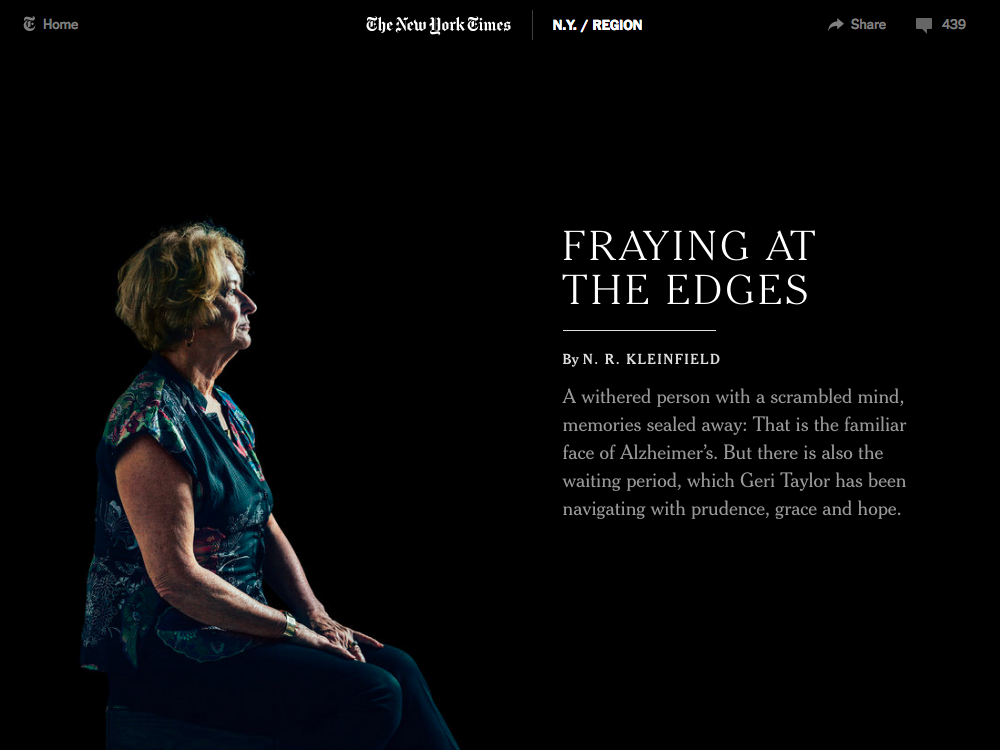 Home
The New York Times
N.Y. / REGION
Share
439
FRAYING AT
THE EDGES
By N. R. KLEINFIELD
A withered person with a scrambled mind,
memories sealed away: That is the familiar
face of Alzheimer’s. But there is also the
waiting period, which Geri Taylor has been
navigating with prudence, grace and hope.